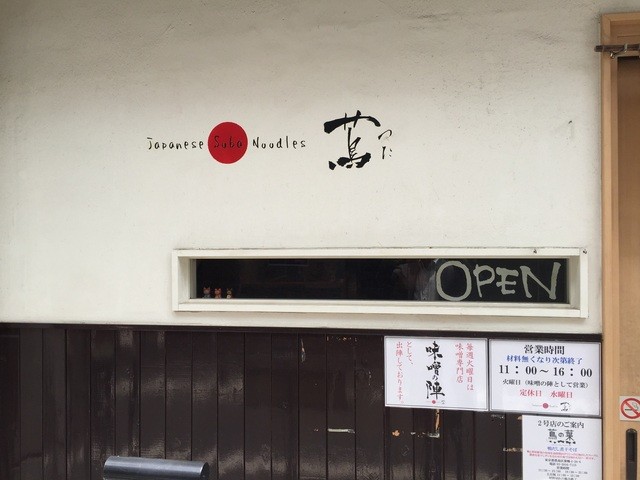 Japanese Soba Noodles
蔦
つた
OPEN
毎週火曜日は
味噌専門店
味噌の陣
として、
出陣しております。
営業時間
材料無くなり次第終了
11:00~16:00
火曜日(味噌の陣として営業)
定休日 水曜日
2号店のご案内
蔦の葉